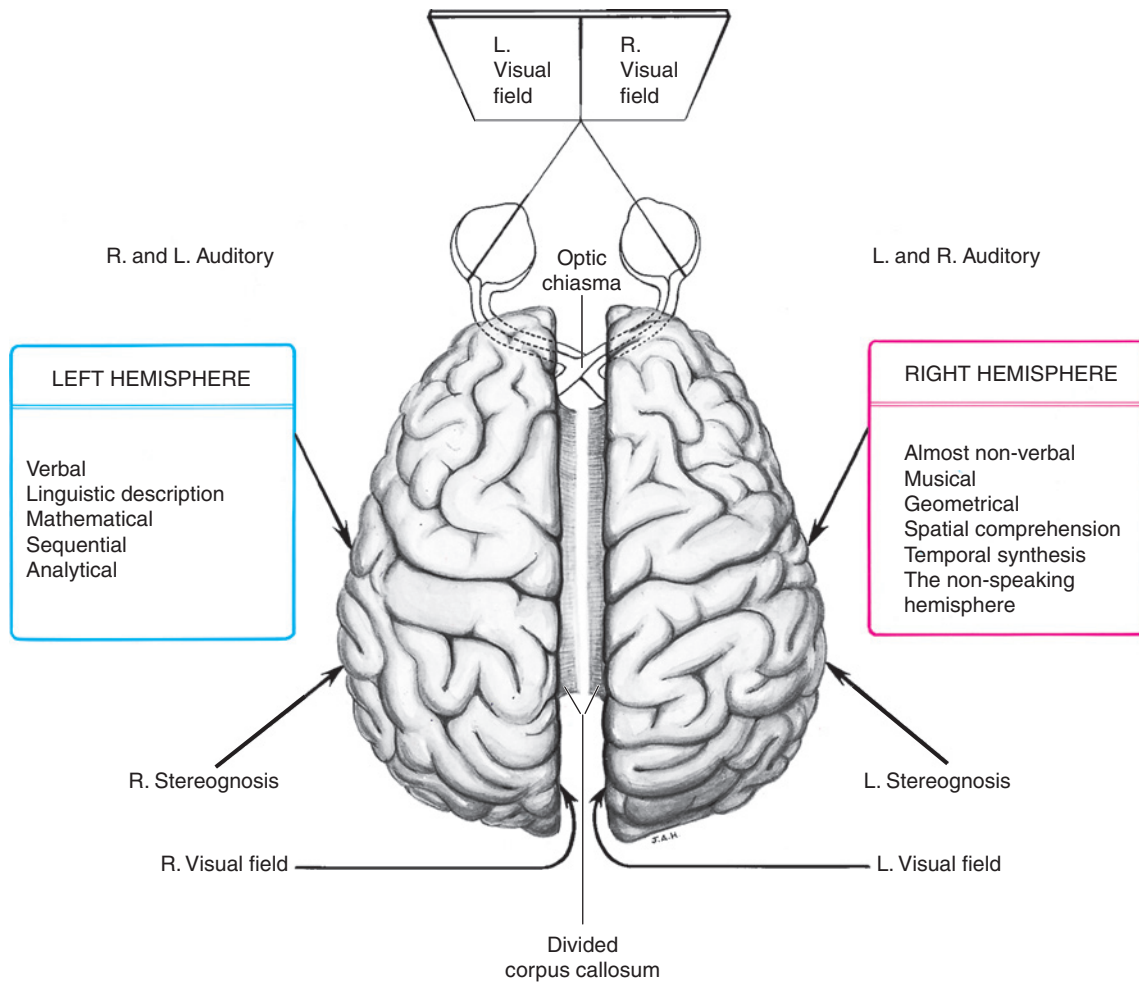 L.
Visual
field
R.
Visual
field
R. and L. Auditory
Optic
chiasma
L. and R. Auditory
LEFT HEMISPHERE
Verbal
Linguistic description
Mathematical
Sequential
Analytical
RIGHT HEMISPHERE
Almost non-verbal
Musical
Geometrical
Spatial comprehension
Temporal synthesis
The non-speaking
hemisphere
R. Stereognosis
L. Stereognosis
J.A.H.
R. Visual field
L. Visual field
Divided
corpus callosum